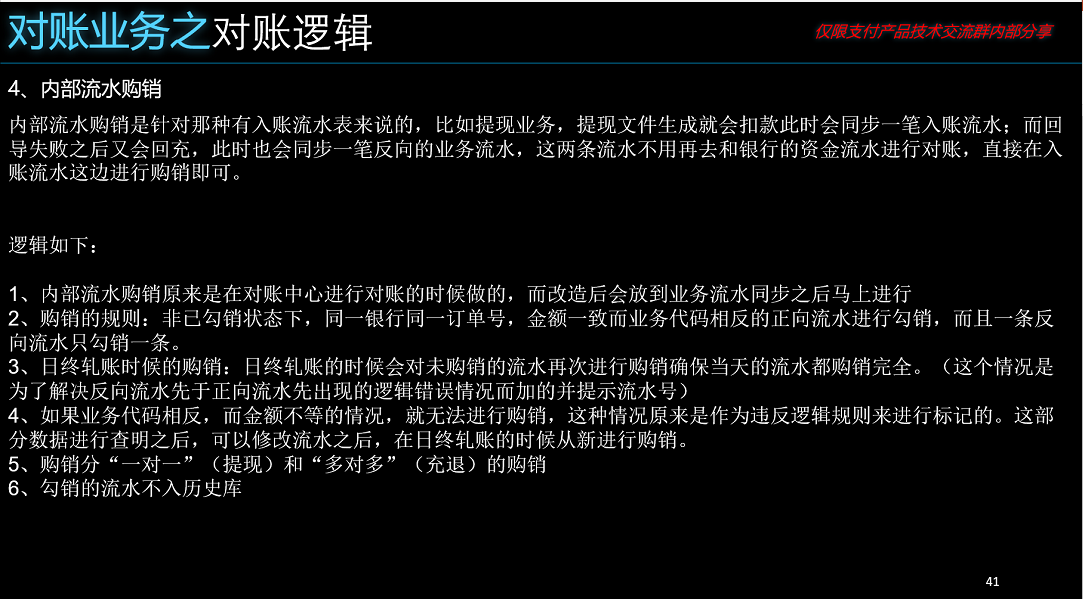 对账业务之对账逻辑
仅限支付产品技术交流群内部分享
4、内部流水购销
内部流水购销是针对那种有入账流水表来说的，比如提现业务，提现文件生成就会扣款此时会同步一笔入账流水；而回
导失败之后又会回充，此时也会同步一笔反向的业务流水，这两条流水不用再去和银行的资金流水进行对账，直接在入
账流水这边进行购销即可。
逻辑如下：
1、内部流水购销原来是在对账中心进行对账的时候做的，而改造后会放到业务流水同步之后马上进行
2、购销的规则：非已勾销状态下，同一银行同一订单号，金额一致而业务代码相反的正向流水进行勾销，而且一条反
向流水只勾销一条。
3、日终轧账时候的购销：日终轧账的时候会对未购销的流水再次进行购销确保当天的流水都购销完全。（这个情况是
为了解决反向流水先于正向流水先出现的逻辑错误情况而加的并提示流水号）
4、如果业务代码相反，而金额不等的情况，就无法进行购销，这种情况原来是作为违反逻辑规则来进行标记的。这部
分数据进行查明之后，可以修改流水之后，在日终轧账的时候从新进行购销。
5、购销分“一对一”（提现）和“多对多”（充退）的购销
6、勾销的流水不入历史库
41